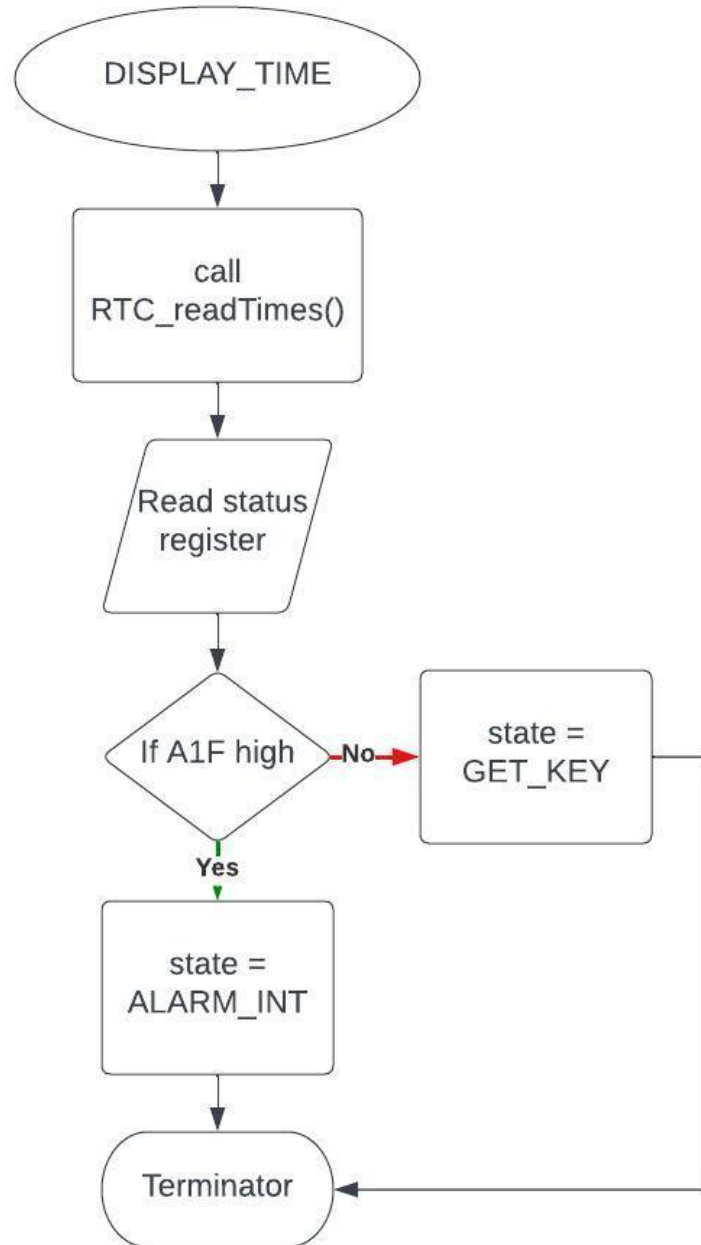 DISPLAY_TIME
call
RTC_readTimes()
Read status
register
If A1F high
No
state =
GET_KEY
Yes
state =
ALARM_INT
Terminator